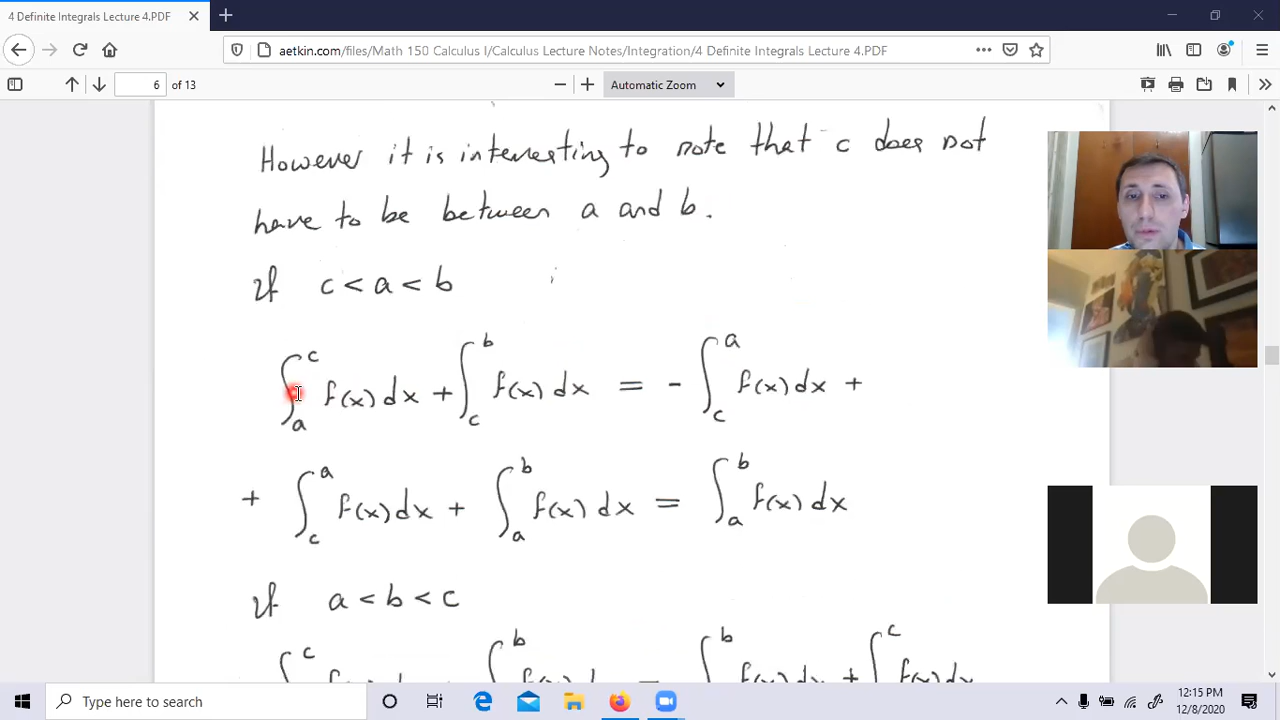 4 Definite Integrals Lecture 4.PDF
aetkin.com/files/Math 150 Calculus I/Calculus Lecture Notes/Integration/4 Definite Integrals Lecture 4.PDF
6 of 13
Automatic Zoom
However it is interesting to note that c does not
have to be between a and b.
If c < a < b
∫_a^c f(x) dx + ∫_c^b f(x) dx = - ∫_c^a f(x) dx +
+ ∫_c^a f(x) dx + ∫_a^b f(x) dx = ∫_a^b f(x) dx
If a < b < c
Type here to search
12:15 PM
12/8/2020